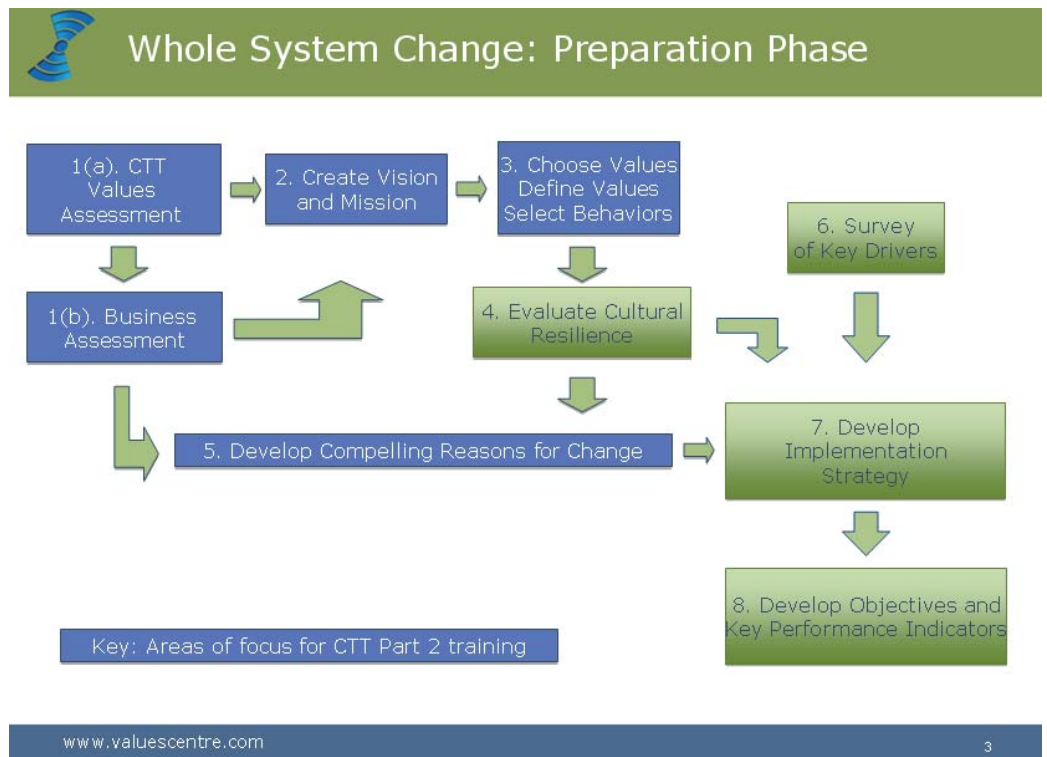 Whole System Change: Preparation Phase
1(a). CTT
Values
Assessment
2. Create Vision
and Mission
3. Choose Values
Define Values
Select Behaviors
6. Survey
of Key Drivers
1(b). Business
Assessment
4. Evaluate Cultural
Resilience
5. Develop Compelling Reasons for Change
7. Develop
Implementation
Strategy
8. Develop Objectives and
Key Performance Indicators
Key: Areas of focus for CTT Part 2 training
www.valuescentre.com
3